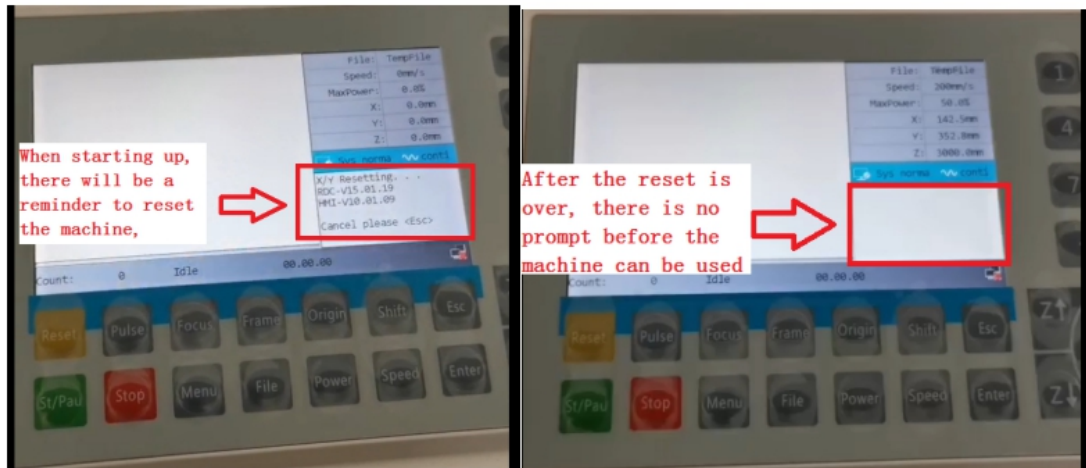 File: TempFile
Speed: 0mm/s
MaxPower: 0.0%
X: 0.0mm
Y: 0.0mm
Z: 0.0mm
Sys norma conti
X/Y Resetting. . .
RDC-V15.01.19
HMI-V10.01.09
Cancel please <Esc>
When starting up,
there will be a
reminder to reset
the machine,
Count: 0 Idle 00.00.00
Reset Pulse Focus Frame Origin Shift Esc
St/Pau Stop Menu File Power Speed Enter
File: TempFile
Speed: 200mm/s
MaxPower: 50.0%
X: 142.5mm
Y: 352.8mm
Z: 3000.0mm
Sys norma conti
After the reset is
over, there is no
prompt before the
machine can be used
Count: 0 Idle 00.00.00
Reset Pulse Focus Frame Origin Shift Esc
St/Pau Stop Menu File Power Speed Enter
1
4
7
Z↑
Z↓